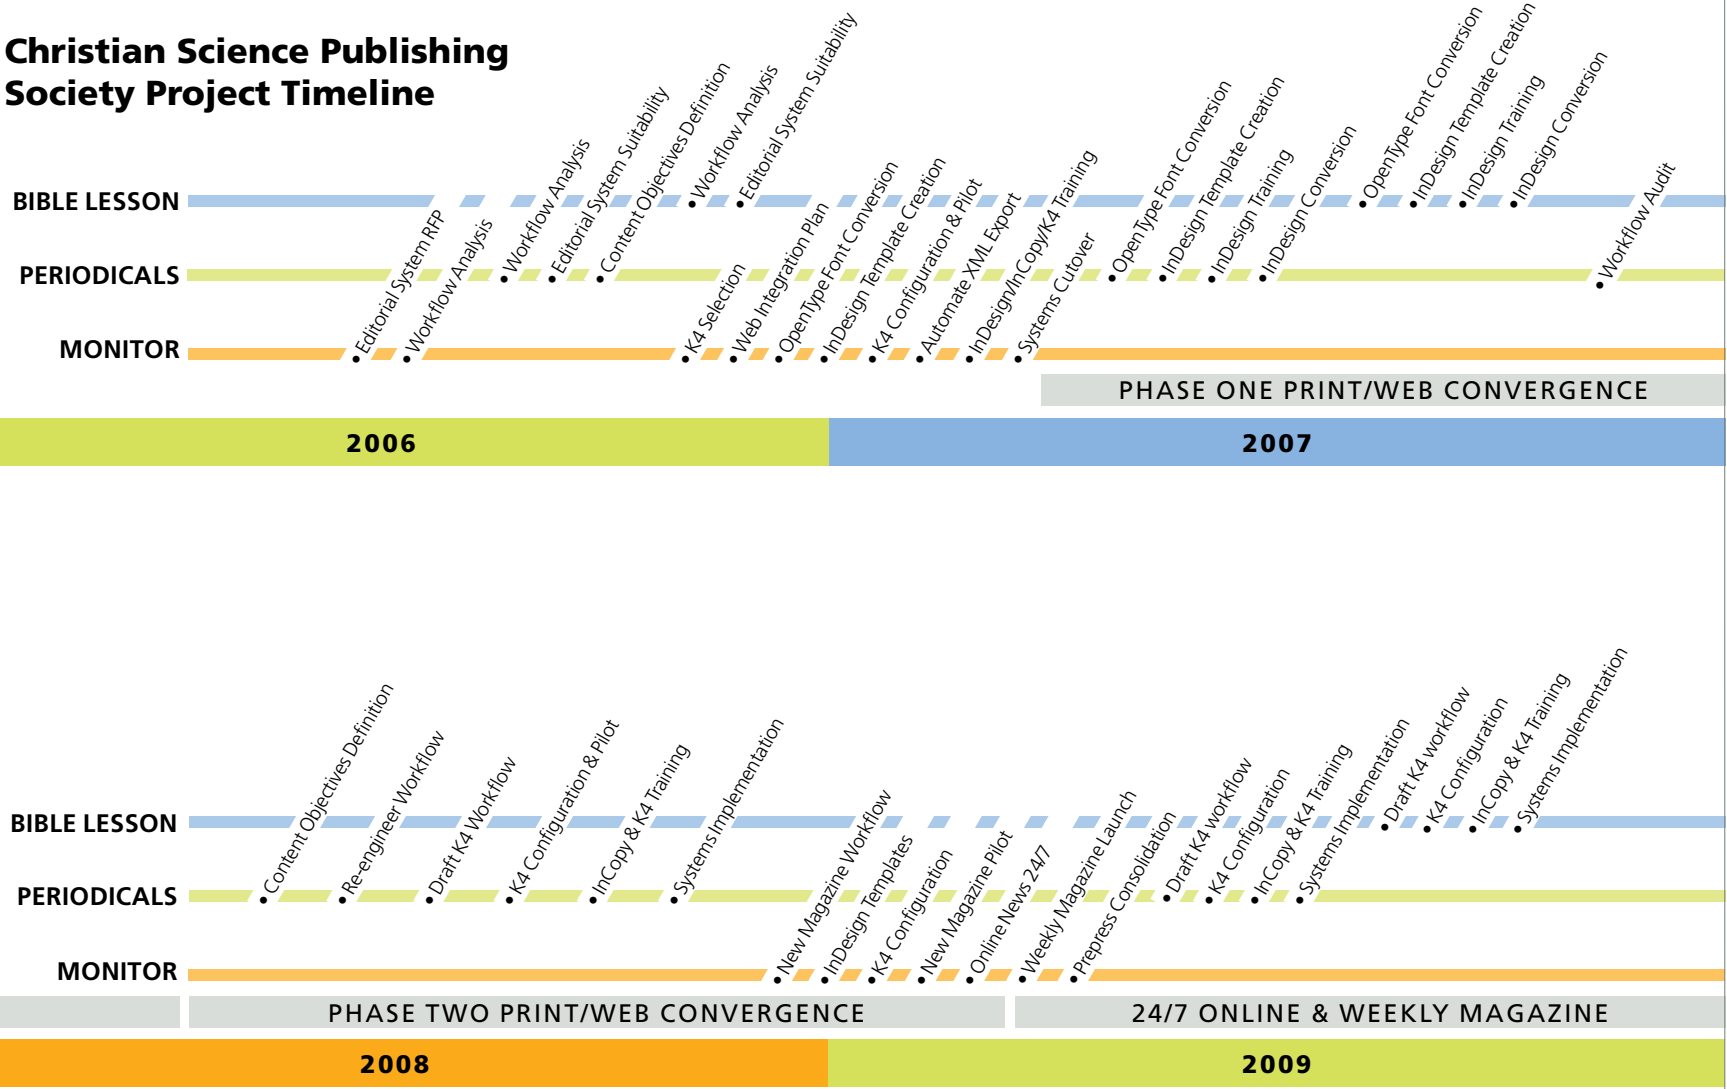 Christian Science Publishing
Society Project Timeline
BIBLE LESSON
Workflow Analysis
Editorial System Suitability
OpenType Font Conversion
InDesign Template Creation
InDesign Training
InDesign Conversion
PERIODICALS
Workflow Analysis
Editorial System Suitability
Content Objectives Definition
OpenType Font Conversion
InDesign Template Creation
InDesign Training
InDesign Conversion
Workflow Audit
MONITOR
Editorial System RFP
Workflow Analysis
K4 Selection
Web Integration Plan
OpenType Font Conversion
InDesign Template Creation
K4 Configuration & Pilot
Automate XML Export
InDesign/InCopy/K4 Training
Systems Cutover
PHASE ONE PRINT/WEB CONVERGENCE
2006
2007
BIBLE LESSON
Draft K4 workflow
K4 Configuration
InCopy & K4 Training
Systems Implementation
PERIODICALS
Content Objectives Definition
Re-engineer Workflow
Draft K4 Workflow
K4 Configuration & Pilot
InCopy & K4 Training
Systems Implementation
Draft K4 workflow
K4 Configuration
InCopy & K4 Training
Systems Implementation
MONITOR
New Magazine Workflow
InDesign Templates
K4 Configuration
New Magazine Pilot
Online News 24/7
Weekly Magazine Launch
Prepress Consolidation
PHASE TWO PRINT/WEB CONVERGENCE
24/7 ONLINE & WEEKLY MAGAZINE
2008
2009